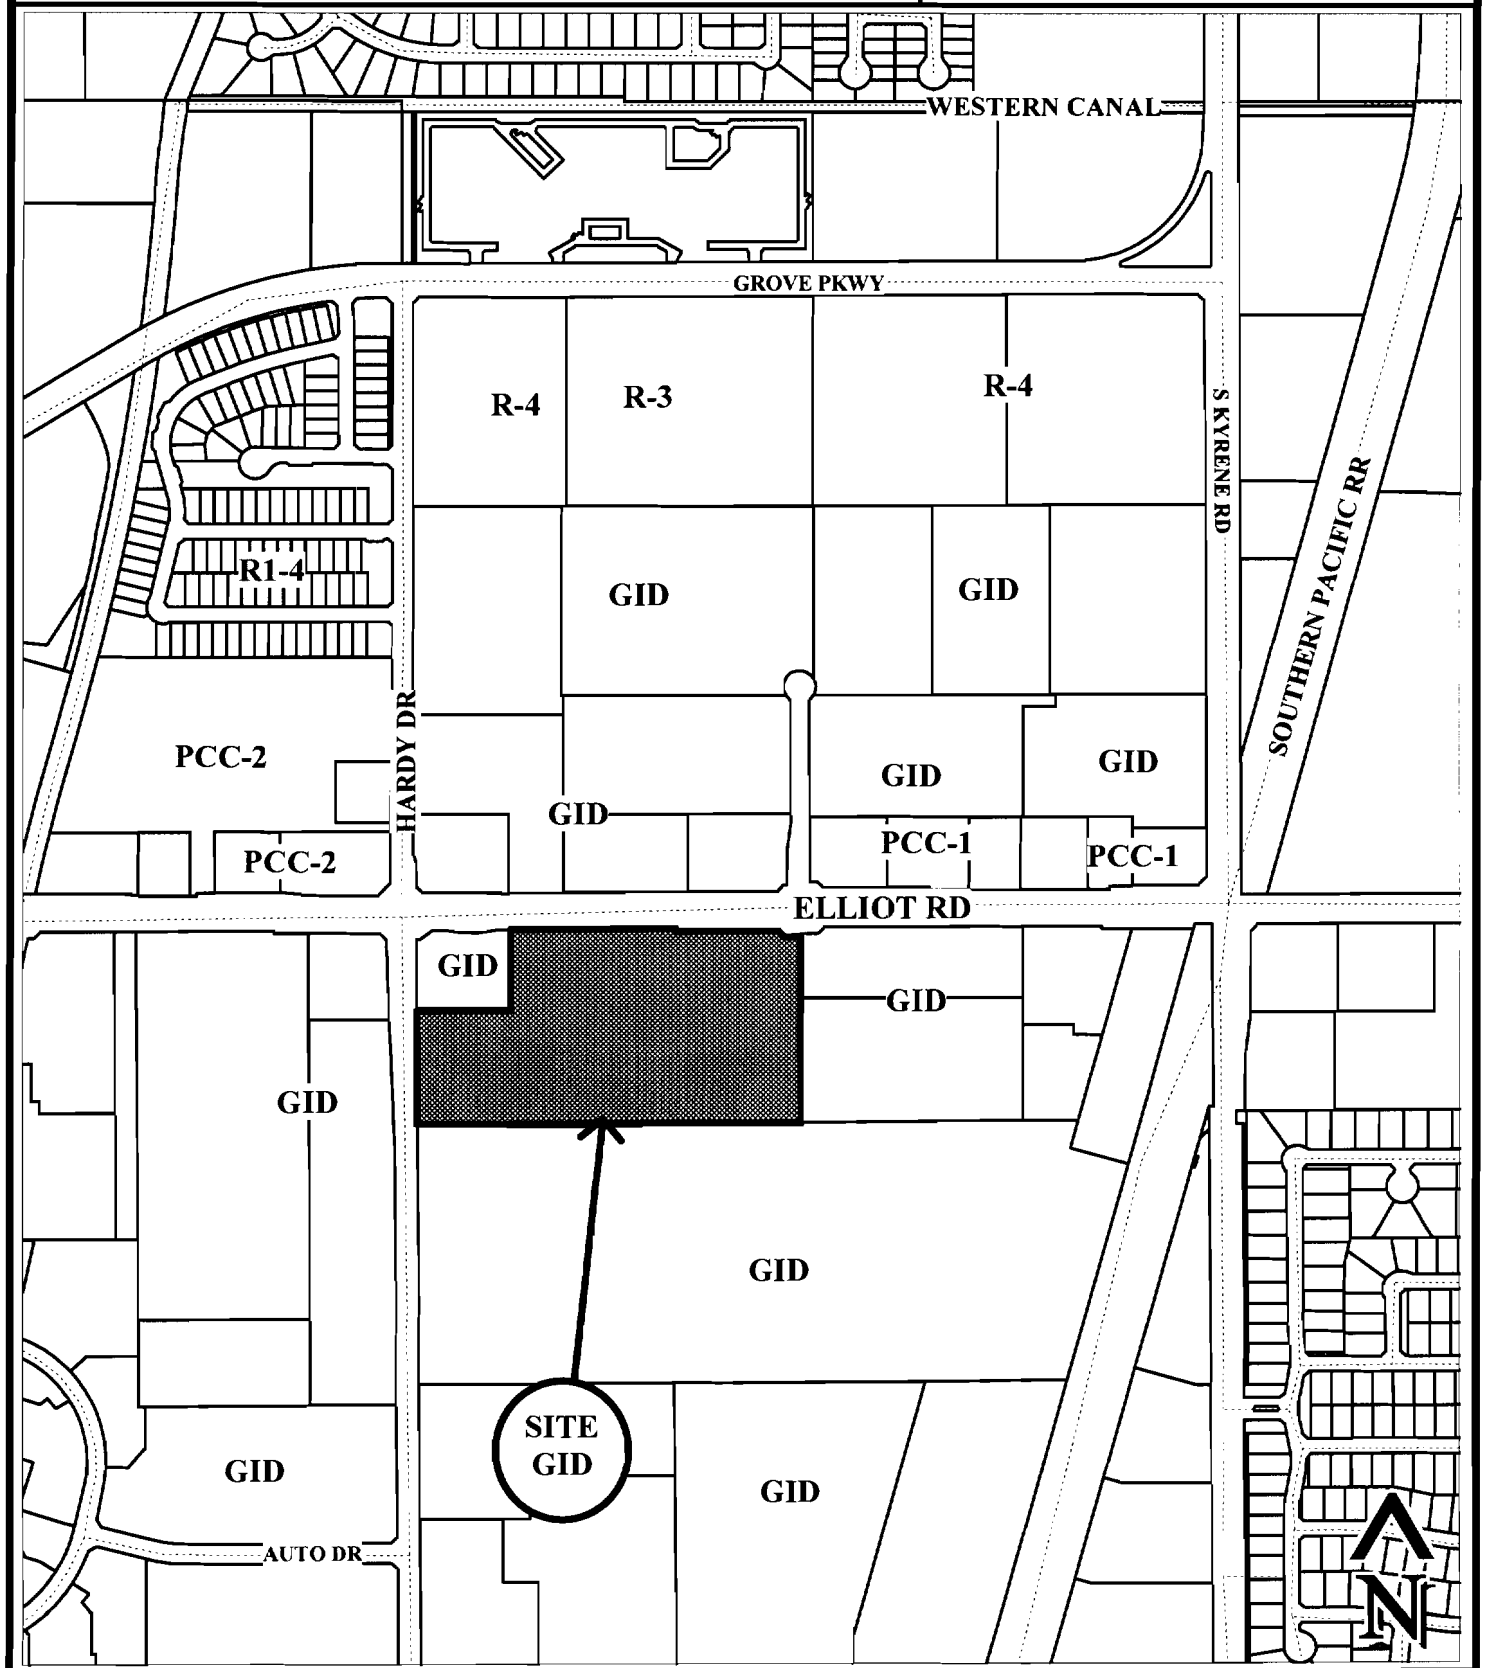 WESTERN CANAL
GROVE PKWY
R-4
R-3
R-4
S KYRENE RD
SOUTHERN PACIFIC RR
R1-4
GID
GID
HARDY DR
PCC-2
GID
GID
GID
PCC-2
PCC-1
PCC-1
ELLIOT RD
GID
GID
GID
GID
SITE
GID
GID
GID
AUTO DR
N